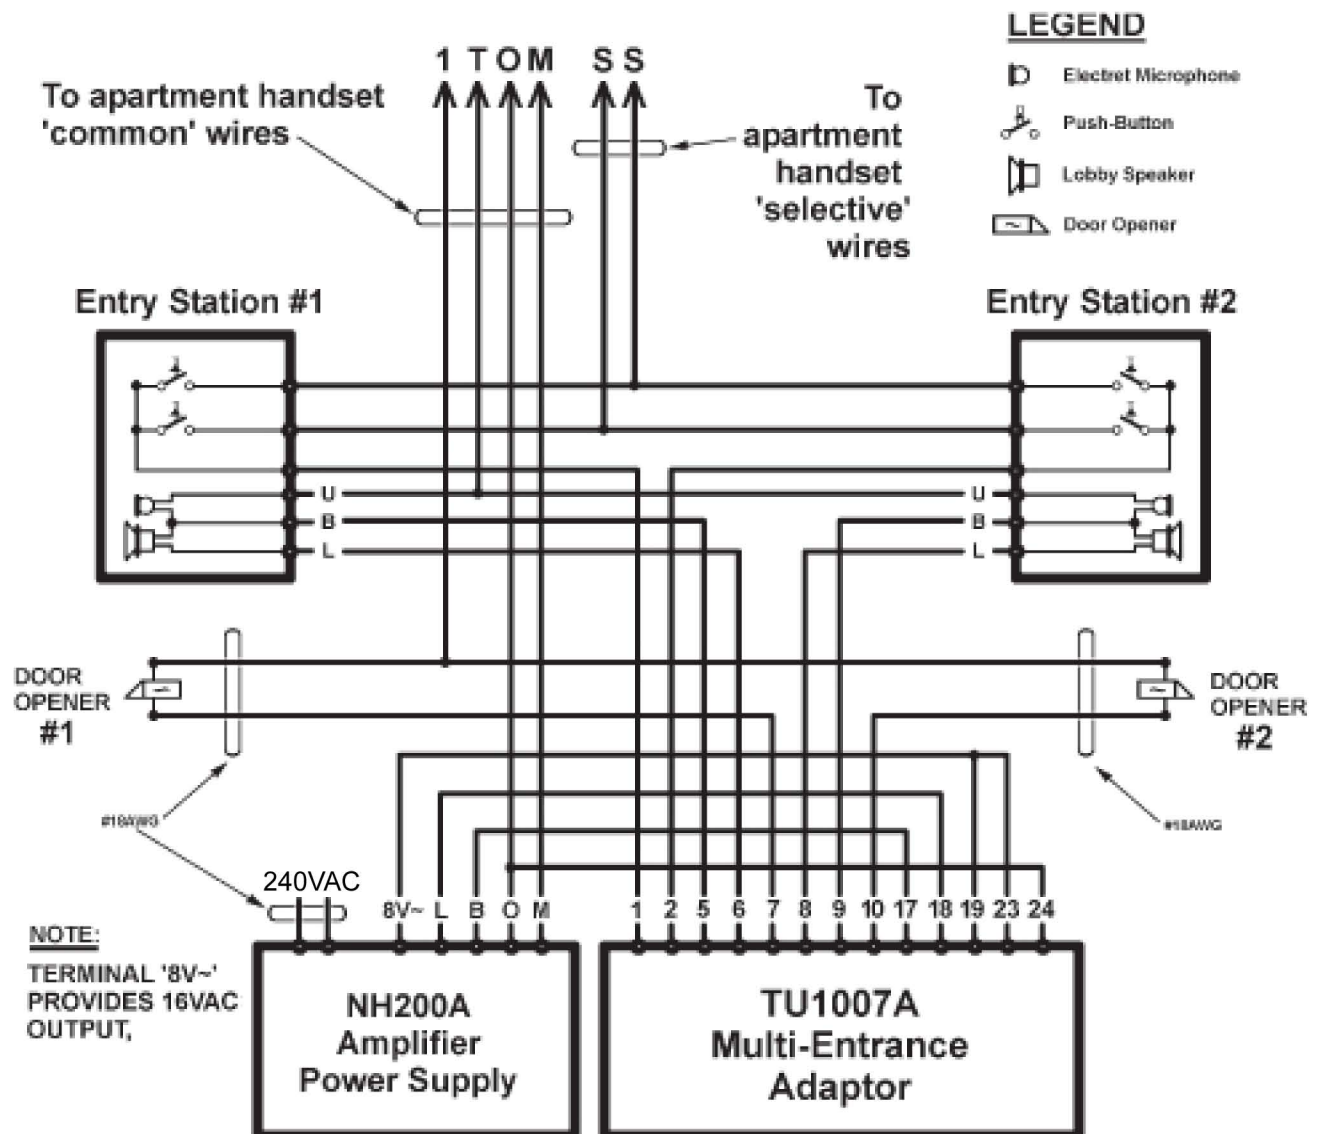 LEGEND
Electret Microphone
Push-Button
Lobby Speaker
Door Opener
1 T O M S S
To apartment handset
'common' wires
To
apartment
handset
'selective'
wires
Entry Station #1
Entry Station #2
U
B
L
U
B
L
DOOR
OPENER
#1
DOOR
OPENER
#2
#18AWG
#18AWG
240VAC
8V~ L B O M
1 2 5 6 7 8 9 10 17 18 19 23 24
NOTE:
TERMINAL '8V~'
PROVIDES 16VAC
OUTPUT,
NH200A
Amplifier
Power Supply
TU1007A
Multi-Entrance
Adaptor